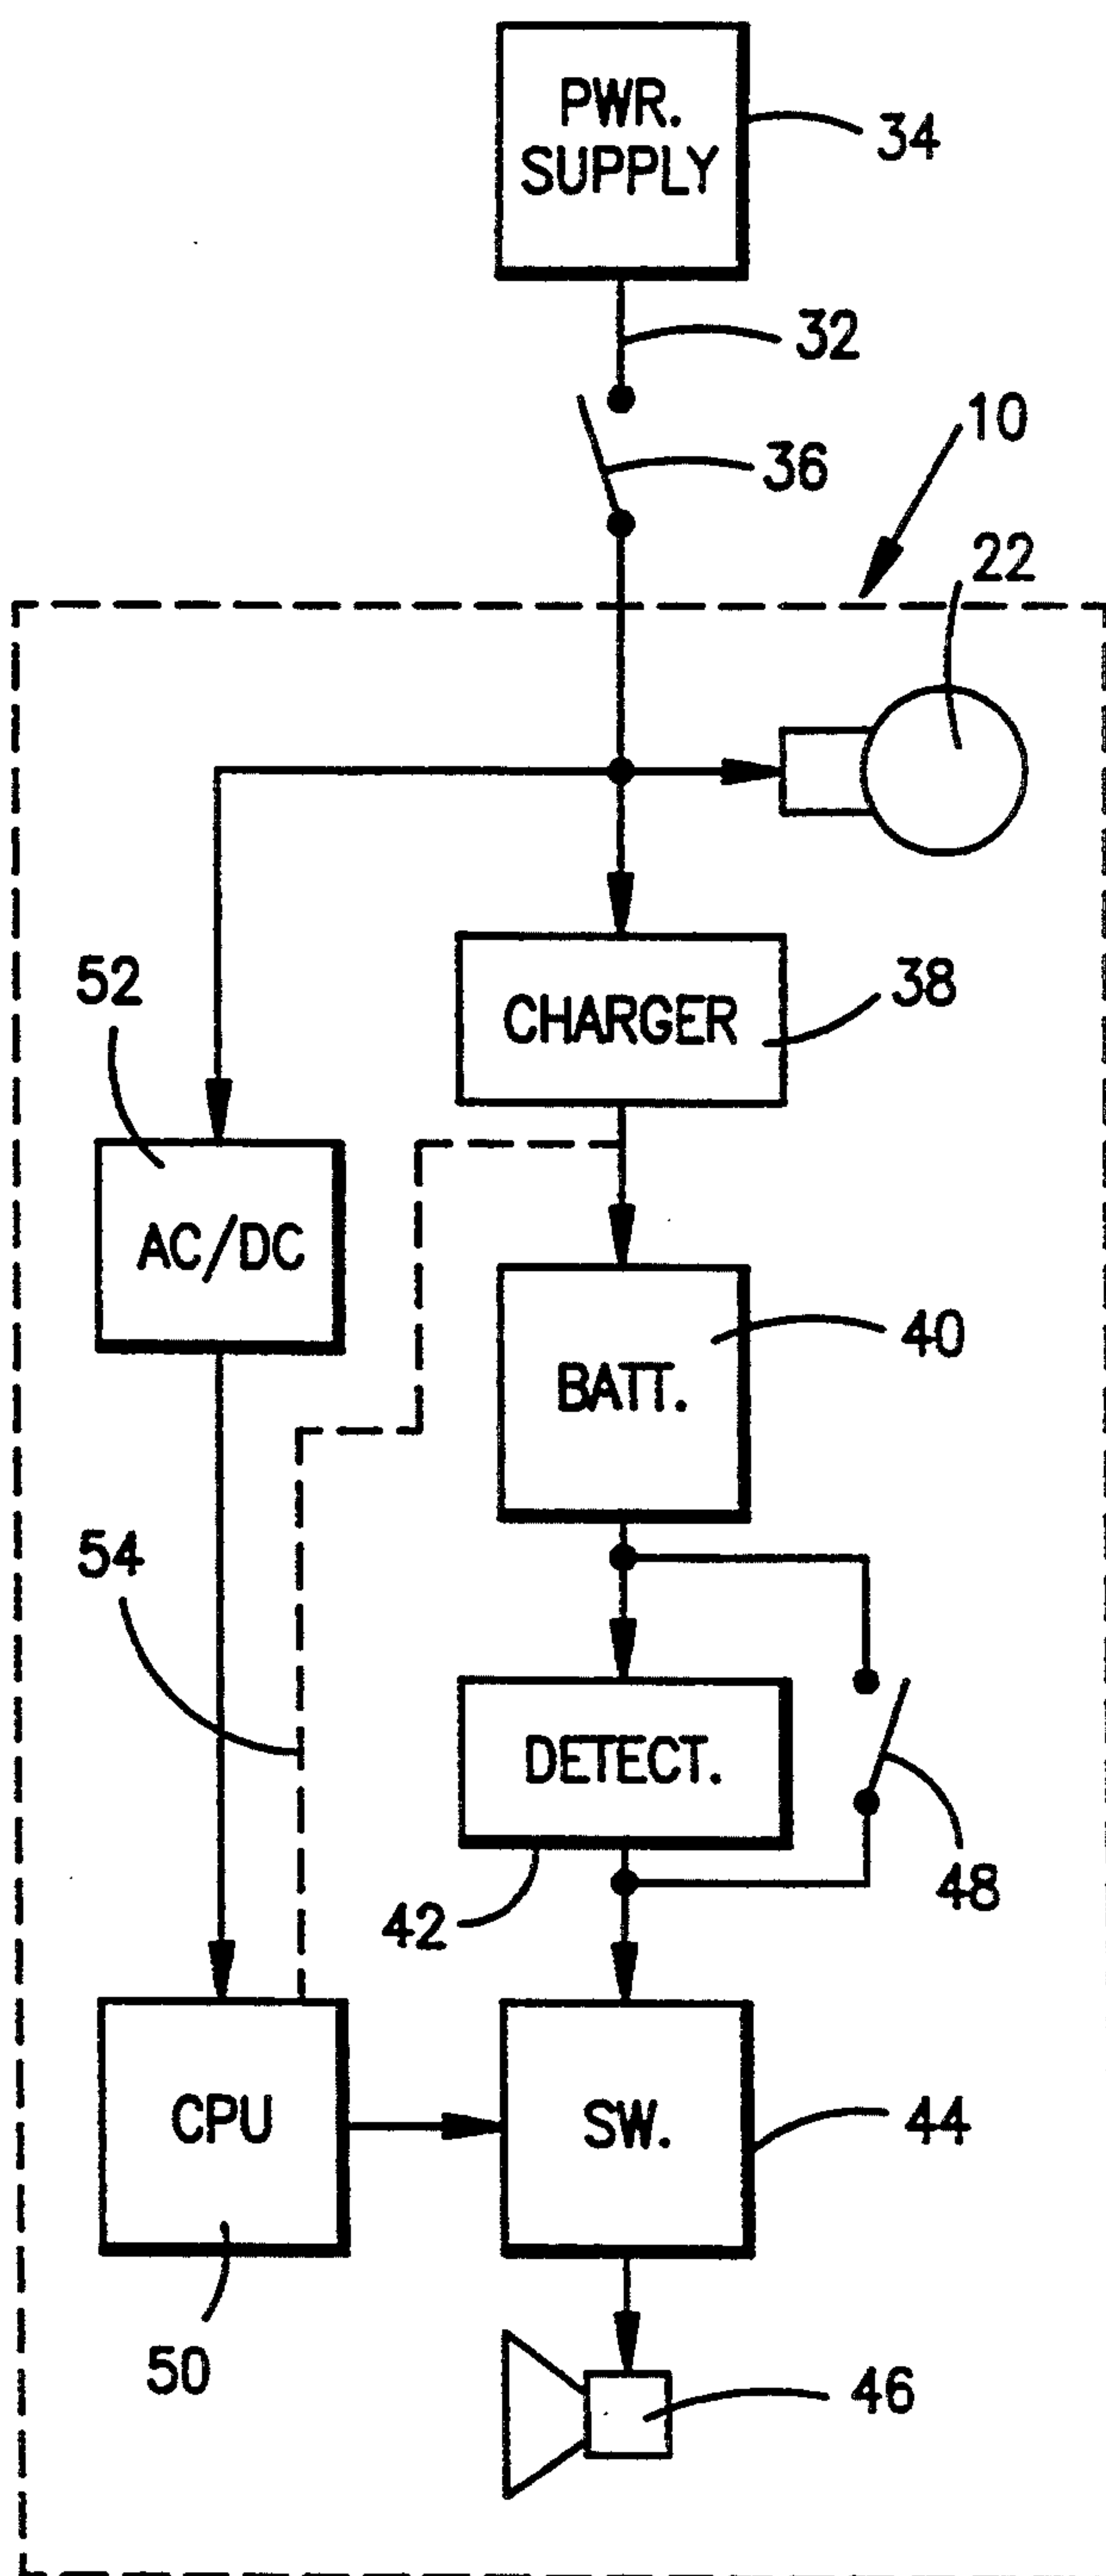 PWR.
SUPPLY
34
32
36
10
22
52
CHARGER
38
AC/DC
40
BATT.
54
DETECT.
48
42
CPU
SW.
44
50
46